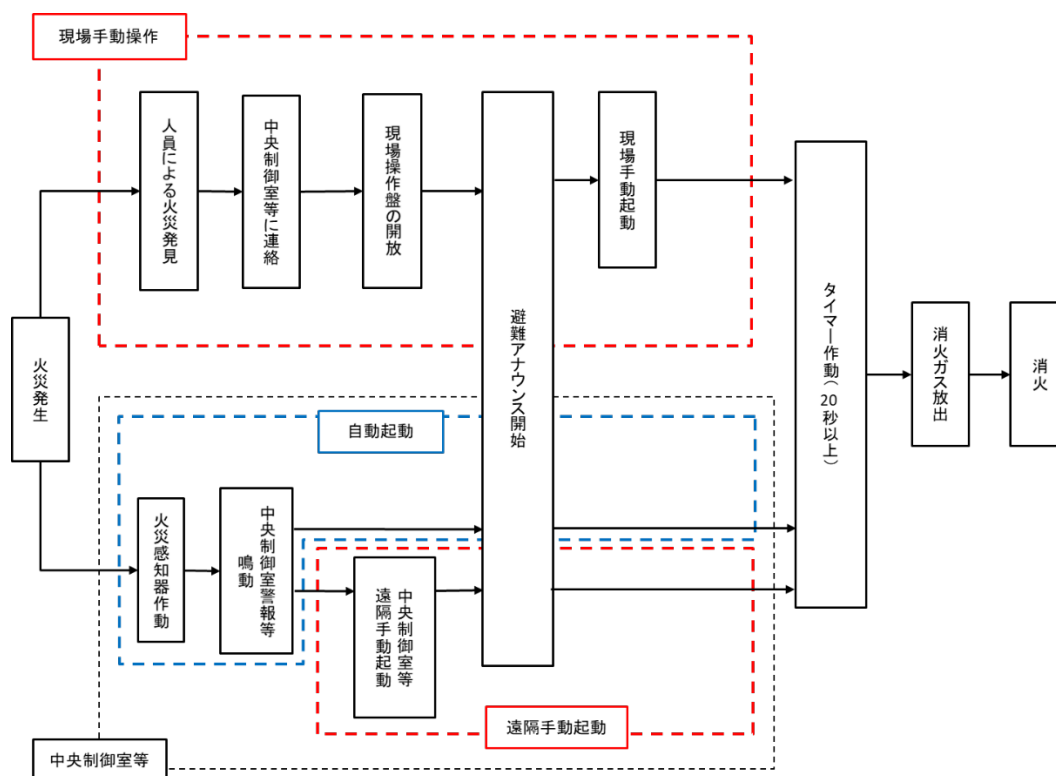 現場手動操作
人員による火災発見
中央制御室等に連絡
現場操作盤の開放
避難アナウンス開始
現場手動起動
タイマー作動(20秒以上)
消火ガス放出
消火
火災発生
自動起動
火災感知器作動
中央制御室警報等
鳴動
中央制御室等
遠隔手動起動
遠隔手動起動
中央制御室等